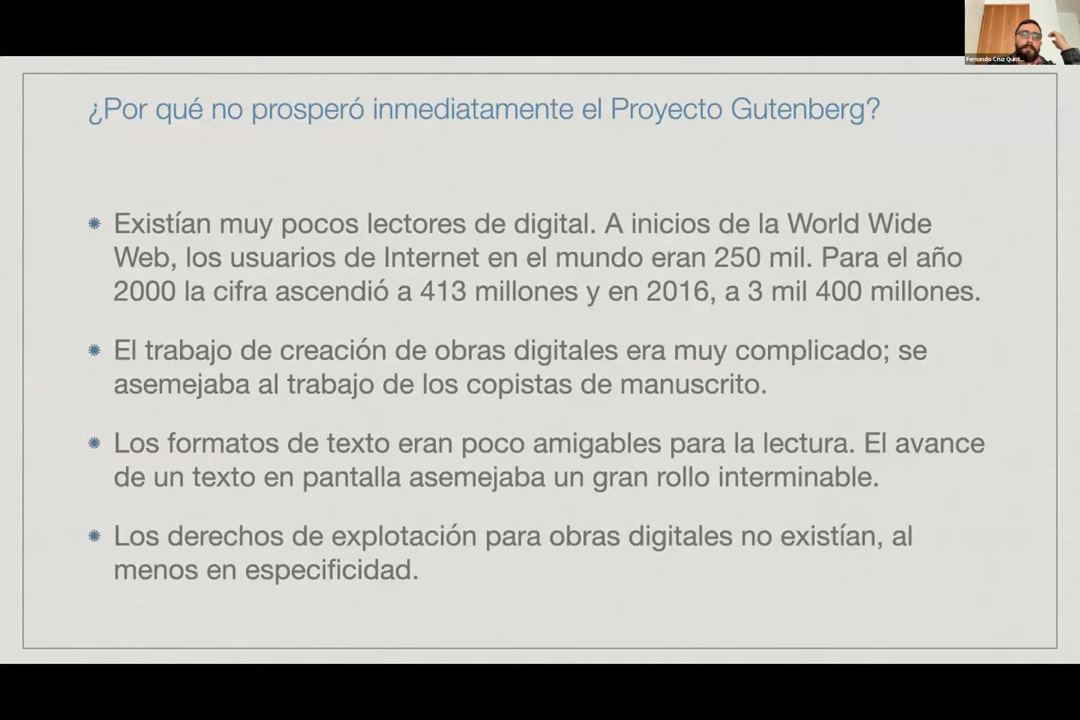 Fernando Cruz Quint...
¿Por qué no prosperó inmediatamente el Proyecto Gutenberg?
Existían muy pocos lectores de digital. A inicios de la World Wide
Web, los usuarios de Internet en el mundo eran 250 mil. Para el año
2000 la cifra ascendió a 413 millones y en 2016, a 3 mil 400 millones.
El trabajo de creación de obras digitales era muy complicado; se
asemejaba al trabajo de los copistas de manuscrito.
Los formatos de texto eran poco amigables para la lectura. El avance
de un texto en pantalla asemejaba un gran rollo interminable.
Los derechos de explotación para obras digitales no existían, al
menos en especificidad.